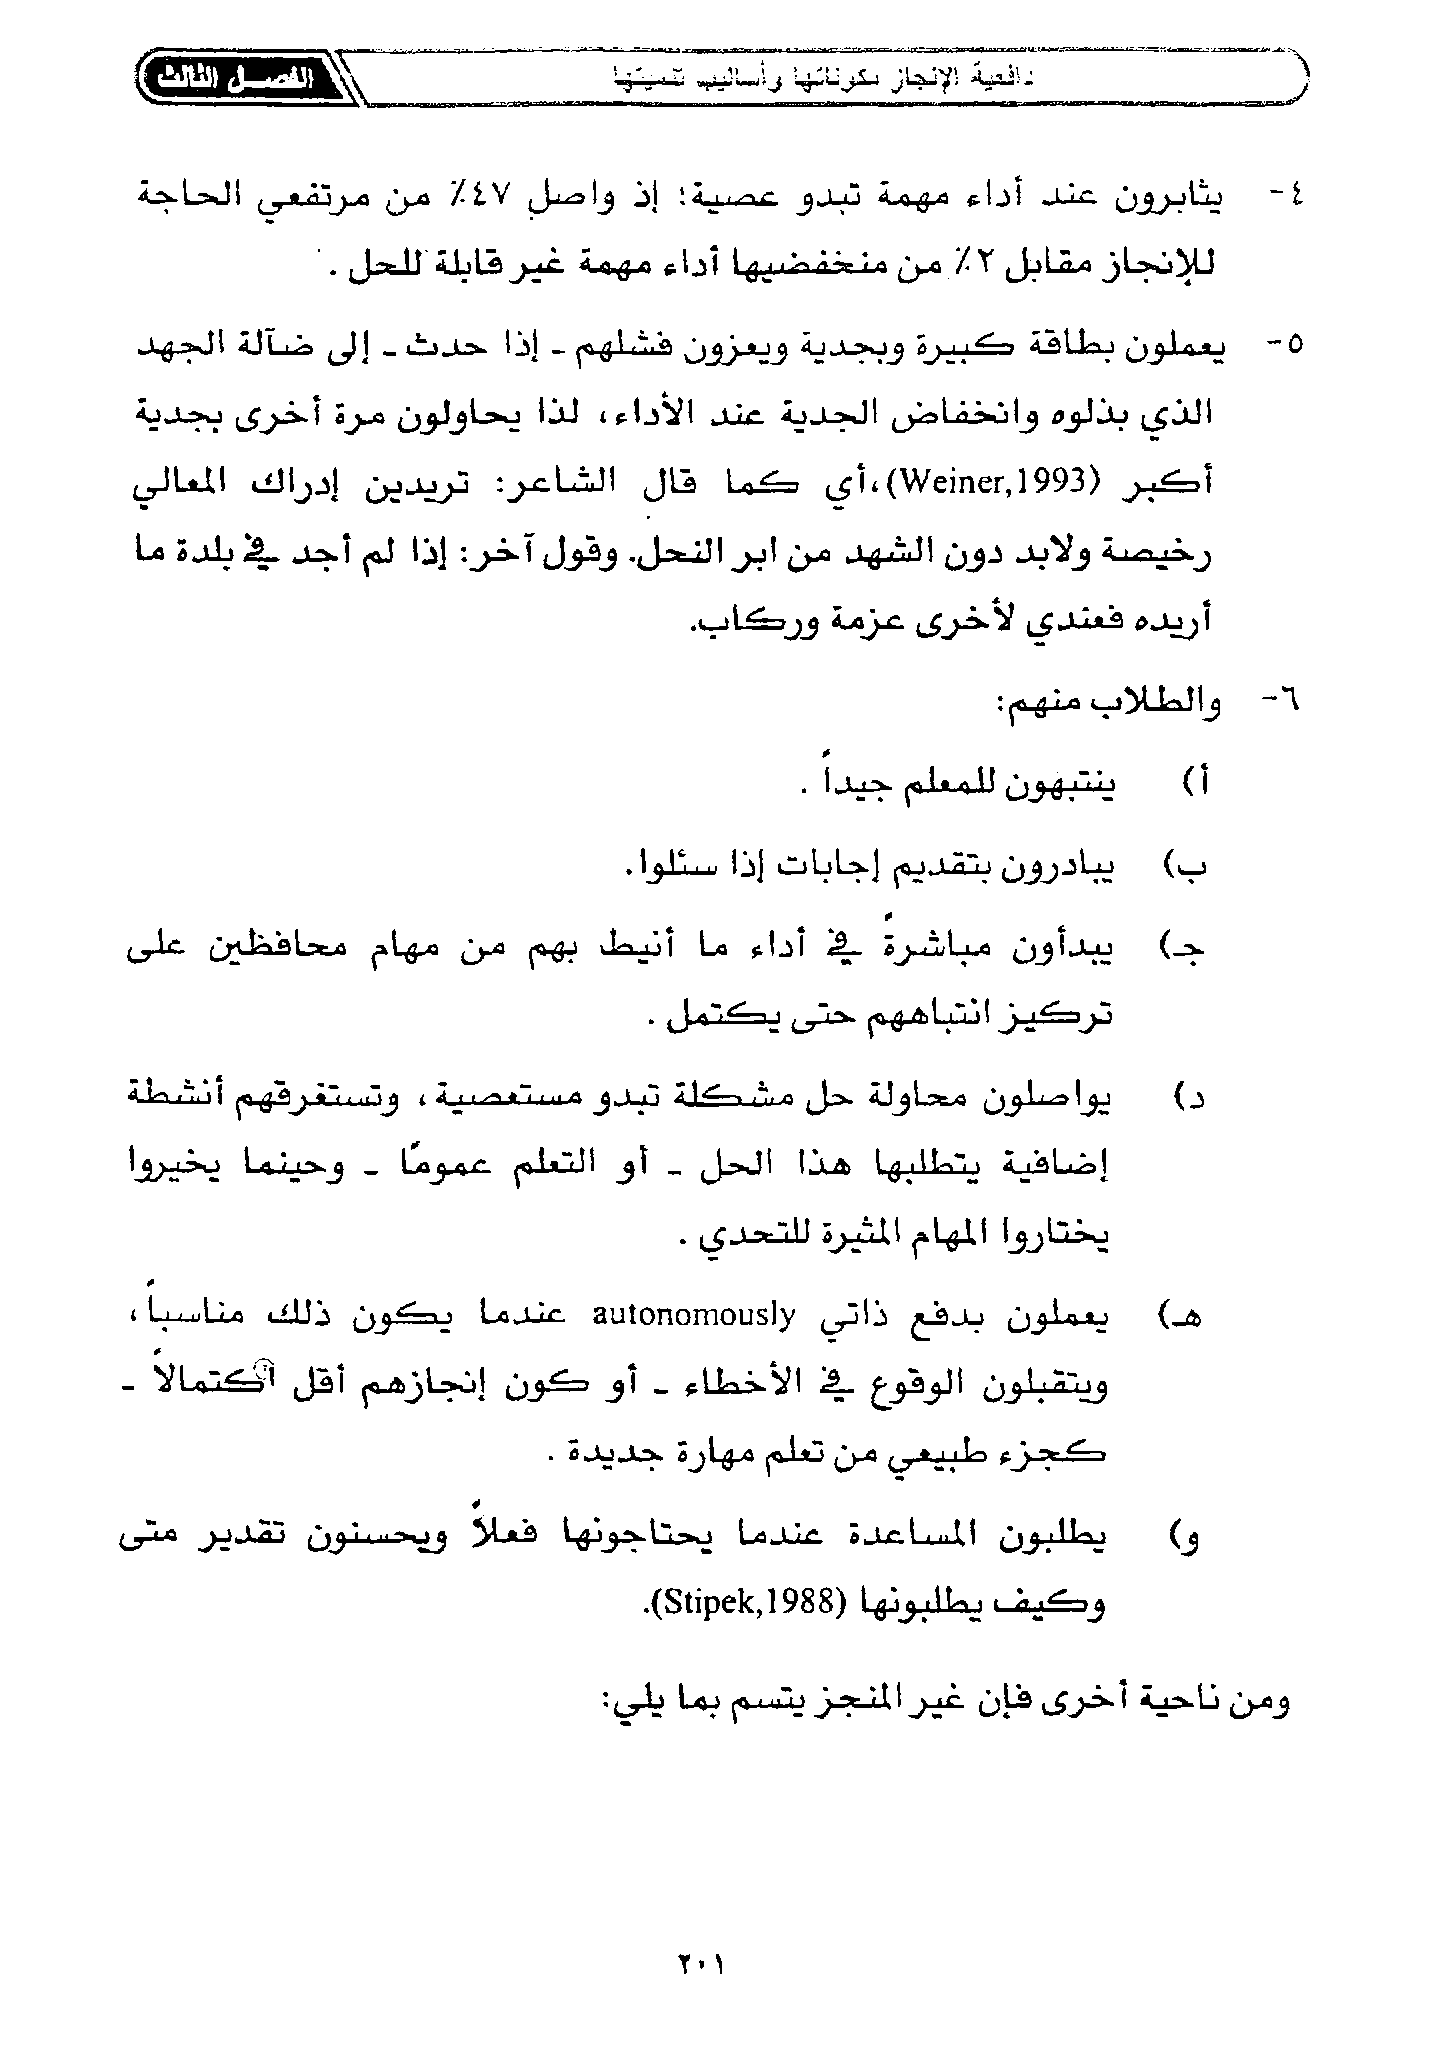 دافعية الإنجاز مكوناتها وأساليب تنميتها
الفصل الثالث
٤- يثابرون عند أداء مهمة تبدو عصية؛ إذ واصل ٤٧٪ من مرتفعي الحاجة
للإنجاز مقابل ٢٪ من منخفضيها أداء مهمة غير قابلة للحل .
٥- يعملون بطاقة كبيرة وبجدية ويعزون فشلهم - إذا حدث - إلى ضآلة الجهد
الذي بذلوه وانخفاض الجدية عند الأداء، لذا يحاولون مرة أخرى بجدية
أكبر (Weiner,1993)،أي كما قال الشاعر: تريدين إدراك المعالي
رخيصة ولابد دون الشهد من ابر النحل. وقول آخر: إذا لم أجد في بلدة ما
أريده فعندي لأخرى عزمة وركاب.
٦- والطلاب منهم:
أ) ينتبهون للمعلم جيداً .
ب) يبادرون بتقديم إجابات إذا سئلوا.
جـ) يبدأون مباشرةً في أداء ما أنيط بهم من مهام محافظين على
تركيز انتباههم حتى يكتمل .
د) يواصلون محاولة حل مشكلة تبدو مستعصية، وتستغرقهم أنشطة
إضافية يتطلبها هذا الحل - أو التعلم عمومًا - وحينما يخيروا
يختاروا المهام المثيرة للتحدي .
هـ) يعملون بدفع ذاتي autonomously عندما يكون ذلك مناسباً،
ويتقبلون الوقوع في الأخطاء - أو كون إنجازهم أقل اكتمالاً -
كجزء طبيعي من تعلم مهارة جديدة .
و) يطلبون المساعدة عندما يحتاجونها فعلاً ويحسنون تقدير متى
وكيف يطلبونها (Stipek,1988).
ومن ناحية أخرى فإن غير المنجز يتسم بما يلي:
٢٠١